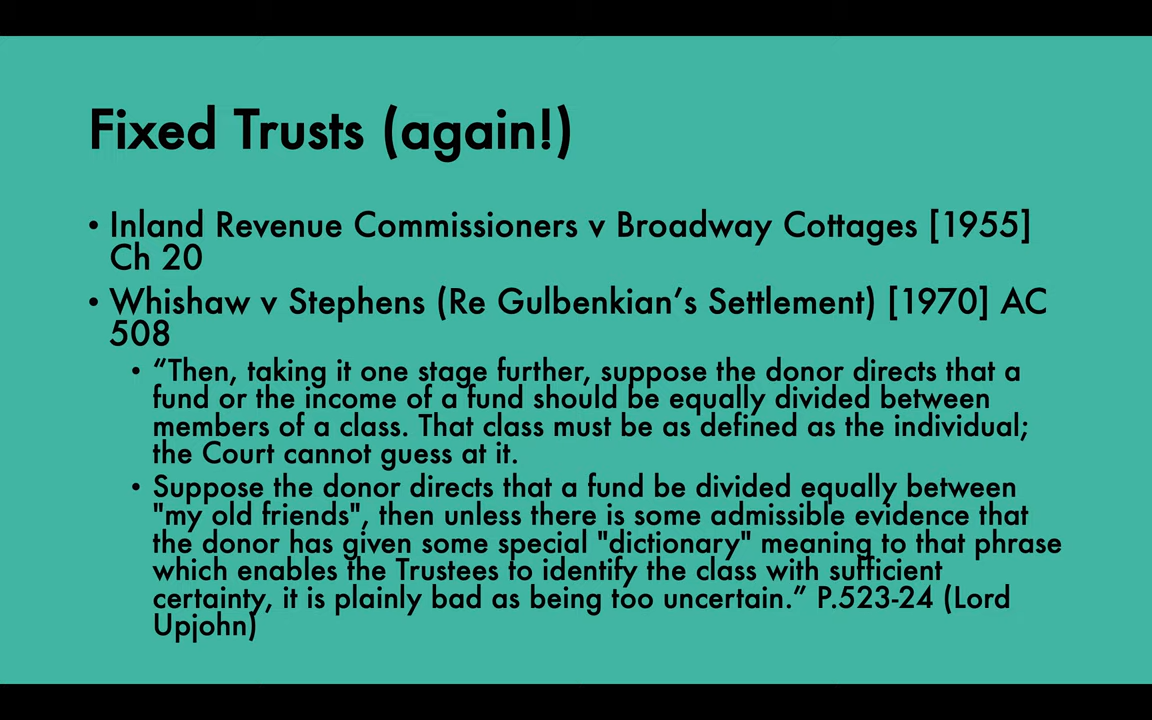 Fixed Trusts (again!)
• Inland Revenue Commissioners v Broadway Cottages [1955]
Ch 20
• Whishaw v Stephens (Re Gulbenkian’s Settlement) [1970] AC
508
• “Then, taking it one stage further, suppose the donor directs that a
fund or the income of a fund should be equally divided between
members of a class. That class must be as defined as the individual;
the Court cannot guess at it.
• Suppose the donor directs that a fund be divided equally between
"my old friends", then unless there is some admissible evidence that
the donor has given some special "dictionary" meaning to that phrase
which enables the Trustees to identify the class with sufficient
certainty, it is plainly bad as being too uncertain.” P.523-24 (Lord
Upjohn)